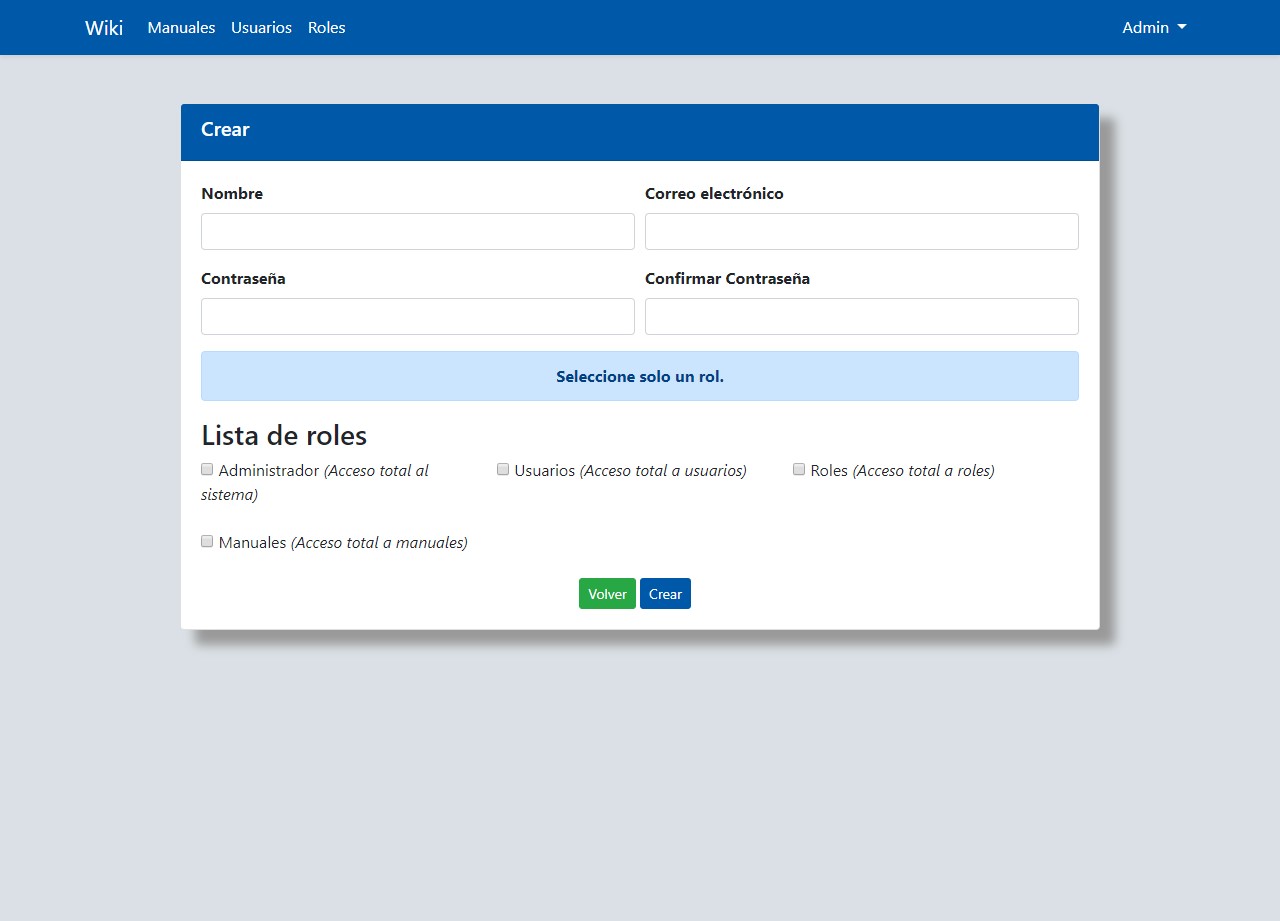 Wiki Manuales Usuarios Roles Admin
Crear
Nombre Correo electrónico
Contraseña Confirmar Contraseña
Seleccione solo un rol.
Lista de roles
Administrador (Acceso total al sistema)
Usuarios (Acceso total a usuarios)
Roles (Acceso total a roles)
Manuales (Acceso total a manuales)
Volver Crear